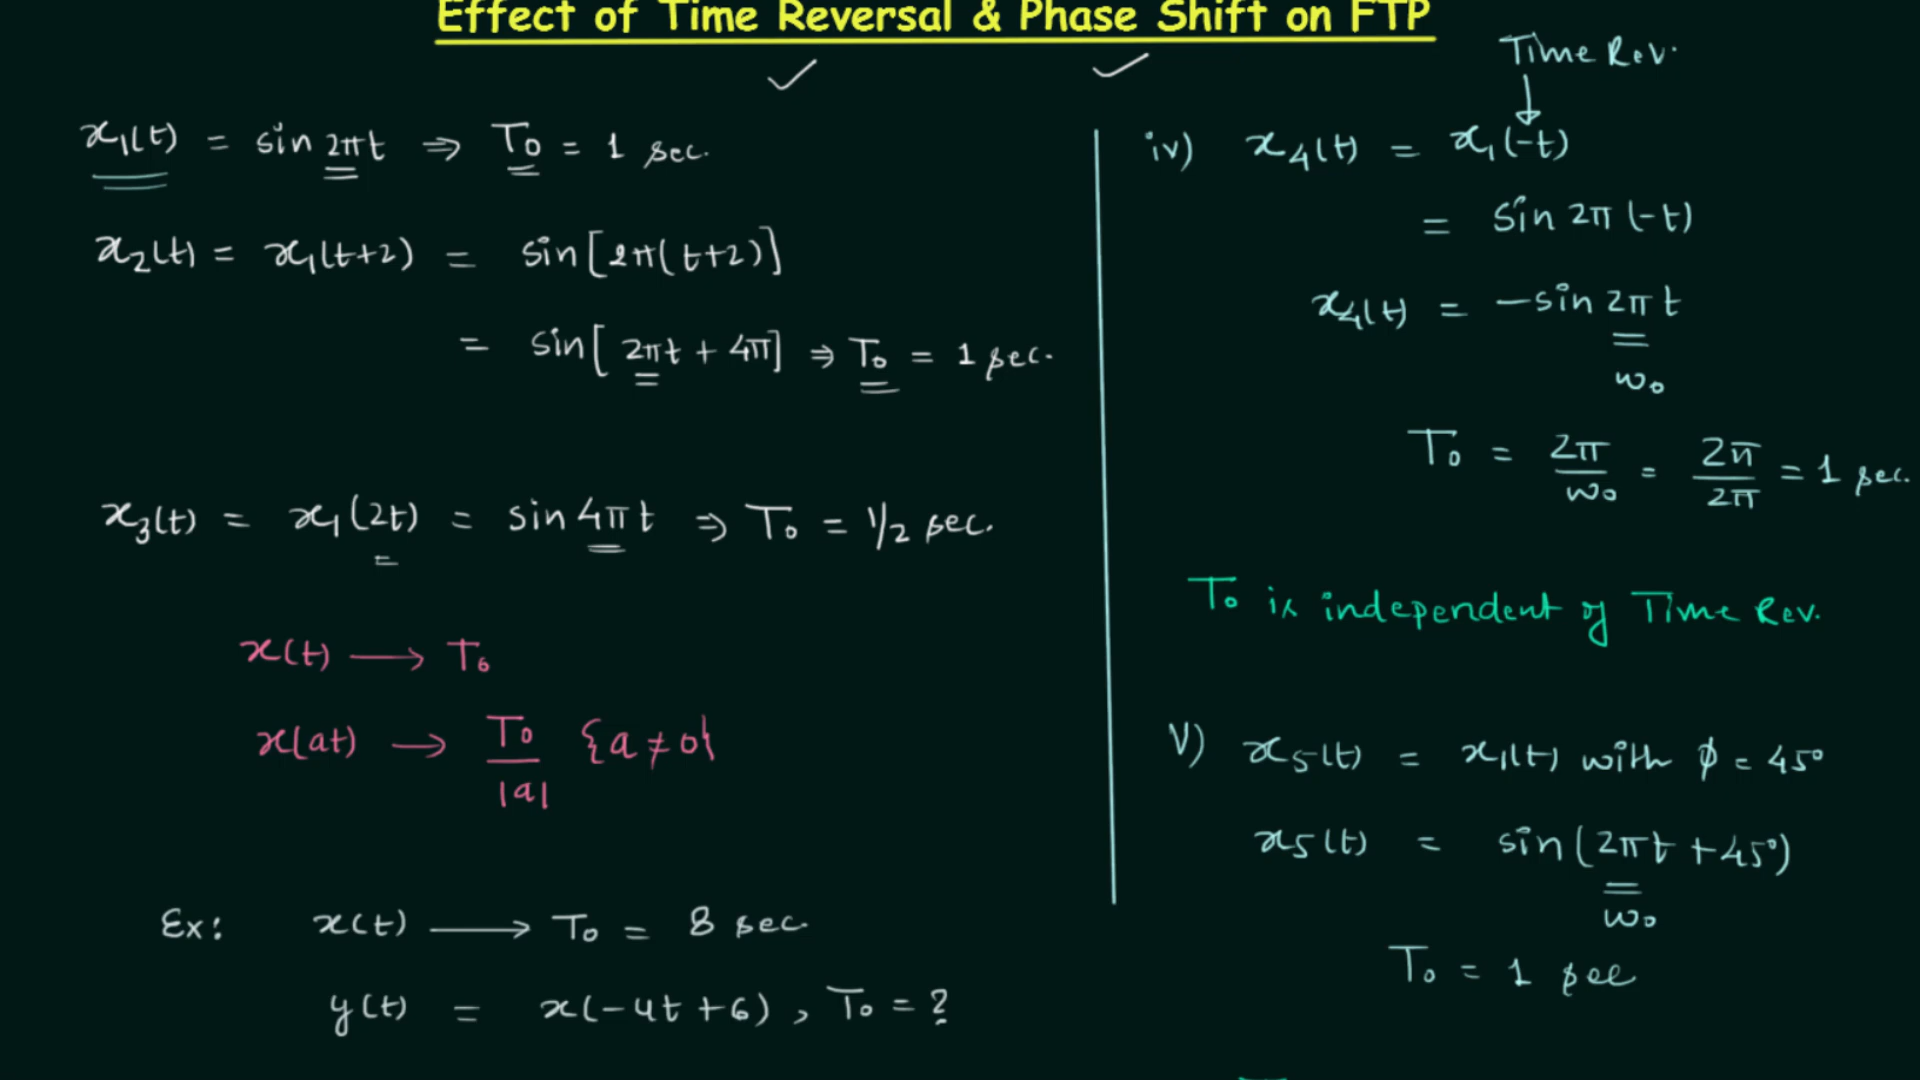 Effect of Time Reversal & Phase Shift on FTP
x₁(t) = sin 2πt ⇒ T₀ = 1 sec.
x₂(t) = x₁(t+2) = sin[2π(t+2)]
= sin[2πt + 4π] ⇒ T₀ = 1 sec.
x₃(t) = x₁(2t) = sin 4πt ⇒ T₀ = 1/2 sec.
x(t) → T₀
x(at) → T₀/|a| {a ≠ 0}
Ex: x(t) → T₀ = 8 sec.
y(t) = x(-4t+6), T₀ = ?
Time Rev.
↓
iv) x₄(t) = x₁(-t)
= sin 2π(-t)
x₄(t) = -sin 2πt
ω₀
T₀ = 2π/ω₀ = 2π/2π = 1 sec.
T₀ is independent of Time Rev.
V) x₅(t) = x₁(t) with ϕ = 45°
x₅(t) = sin(2πt + 45°)
ω₀
T₀ = 1 sec